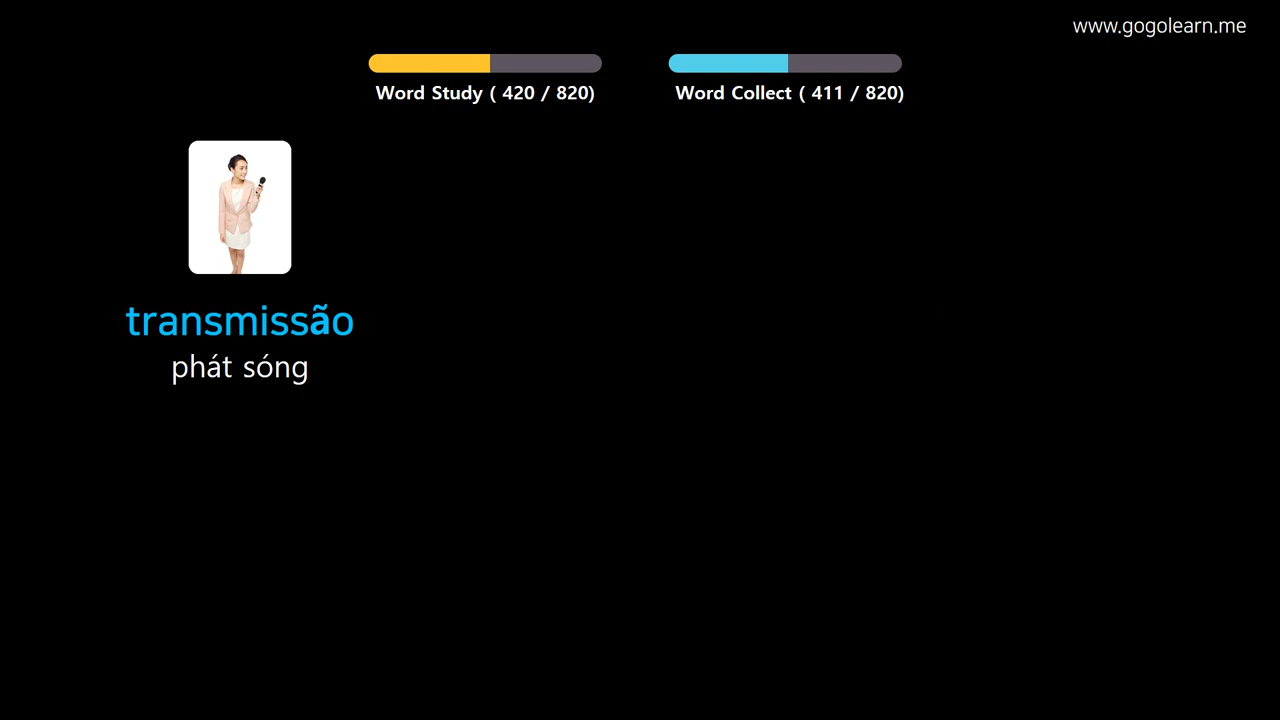 www.gogolearn.me
Word Study ( 420 / 820)
Word Collect ( 411 / 820)
transmissão
phát sóng